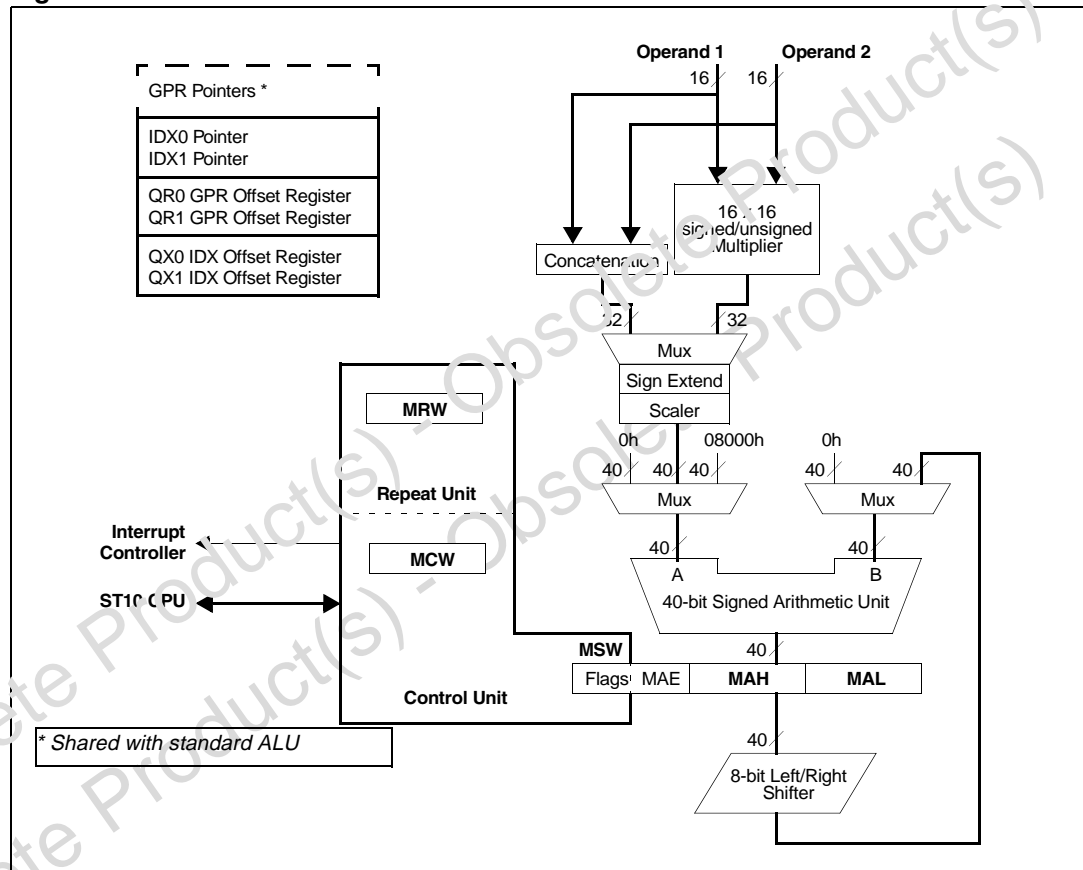 Operand 1 Operand 2
16 16
GPR Pointers *
IDX0 Pointer
IDX1 Pointer
QR0 GPR Offset Register
QR1 GPR Offset Register
QX0 IDX Offset Register
QX1 IDX Offset Register
16 x 16
signed/unsigned
Multiplier
Concatenation
32 32
Mux
Sign Extend
Scaler
MRW
0h 08000h 0h
40 40 40 40 40
Mux Mux
Repeat Unit
Interrupt
Controller
MCW
40 40
A B
40-bit Signed Arithmetic Unit
ST10 CPU
40
MSW
Flags MAE MAH MAL
Control Unit
* Shared with standard ALU
40
8-bit Left/Right
Shifter
Obsolete Product(s) - Obsolete Product(s)